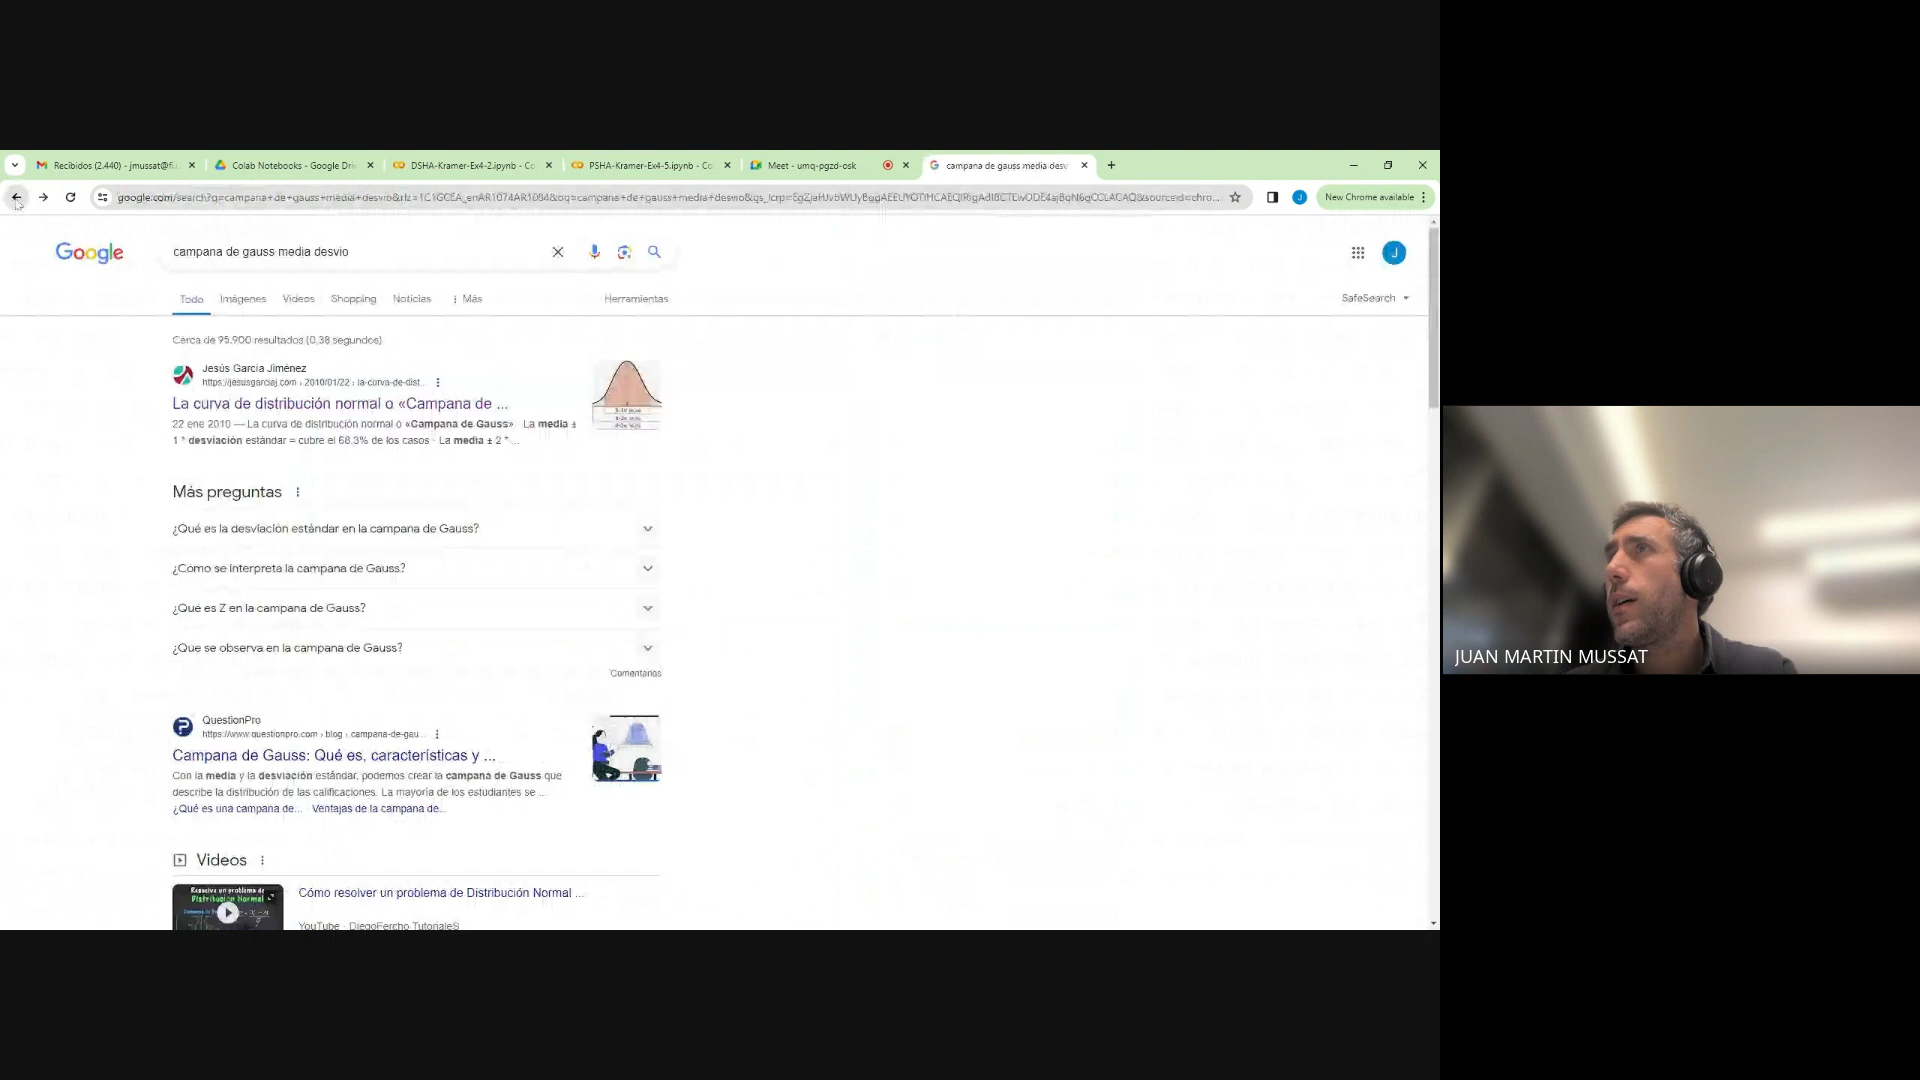 Recibidos (2.440) - jmussat@fi.
Colab Notebooks - Google Dri
DSHA-Kramer-Ex4-2.ipynb - Co
PSHA-Kramer-Ex4-5.ipynb - Co
Meet - umq-pgzd-osk
campana de gauss media desv
New Chrome available
J
Google
campana de gauss media desvio
J
Todo
Imágenes
Videos
Shopping
Noticias
Más
Herramientas
SafeSearch
Cerca de 95.900 resultados (0,38 segundos)
Jesús García Jiménez
https://jesusgarciaj.com › 2010/01/22 › la-curva-de-dist...
La curva de distribución normal o «Campana de ...
22 ene 2010 — La curva de distribución normal o «Campana de Gauss» · La media ±
1 * desviación estándar = cubre el 68.3% de los casos · La media ± 2 * ...
Más preguntas
¿Qué es la desviación estándar en la campana de Gauss?
¿Cómo se interpreta la campana de Gauss?
¿Qué es Z en la campana de Gauss?
¿Que se observa en la campana de Gauss?
Comentarios
QuestionPro
https://www.questionpro.com › blog › campana-de-gau...
Campana de Gauss: Qué es, características y ...
Con la media y la desviación estándar, podemos crear la campana de Gauss que
describe la distribución de las calificaciones. La mayoría de los estudiantes se ...
¿Qué es una campana de... · Ventajas de la campana de...
Videos
Resuelve un problema de
Distribución Normal
Cómo resolver un problema de Distribución Normal ...
YouTube · DiegoFercho Tutoriales
JUAN MARTIN MUSSAT